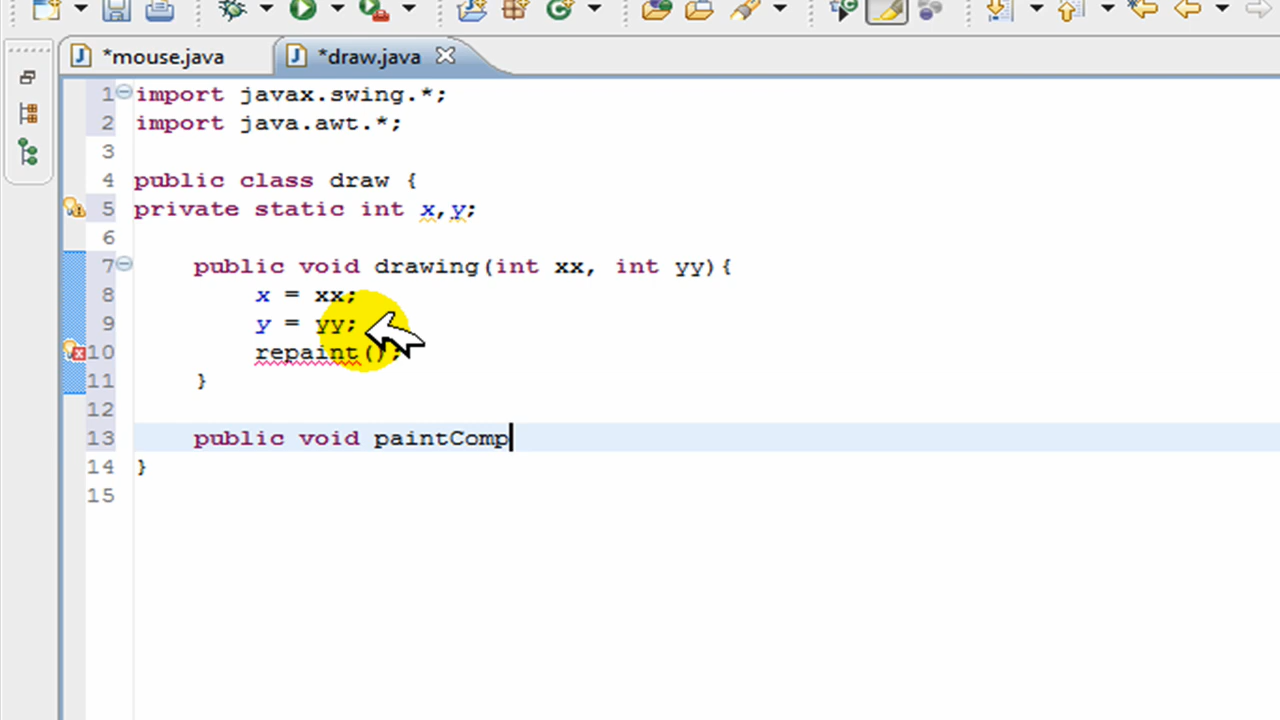 *mouse.java
*draw.java
1 import javax.swing.*;
2 import java.awt.*;
3
4 public class draw {
5 private static int x,y;
6
7 public void drawing(int xx, int yy){
8 x = xx;
9 y = yy;
10 repaint();
11 }
12
13 public void paintComp
14 }
15